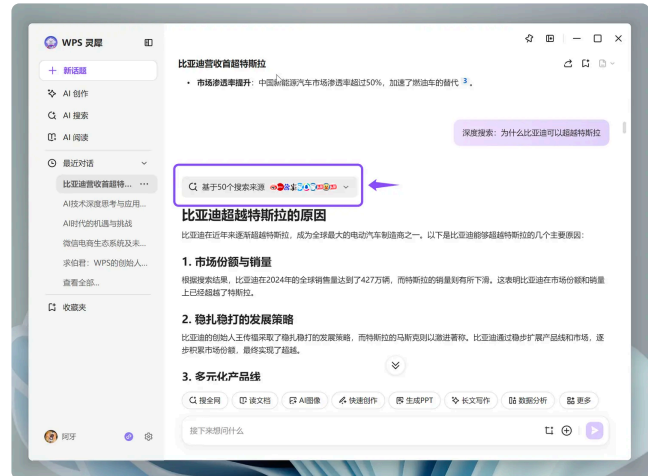 WPS 灵犀
新话题
AI 创作
AI 搜索
AI 阅读
最近对话
比亚迪营收首超特... ···
AI技术深度思考与应用...
AI时代的机遇与挑战
微信电商生态系统及未...
求伯君：WPS的创始人...
查看全部...
收藏夹
阿牙
比亚迪营收首超特斯拉
• 市场渗透率提升：中国新能源汽车市场渗透率超过50%，加速了燃油车的替代 3 。
深度搜索：为什么比亚迪可以超越特斯拉
基于50个搜索来源
比亚迪超越特斯拉的原因
比亚迪在近年来逐渐超越特斯拉，成为全球最大的电动汽车制造商之一。以下是比亚迪能够超越特斯拉的几个主要原因：
1. 市场份额与销量
根据搜索结果，比亚迪在2024年的全球销售量达到了427万辆，而特斯拉的销量则有所下滑。这表明比亚迪在市场份额和销量
上已经超越了特斯拉。
2. 稳扎稳打的发展策略
比亚迪的创始人王传福采取了稳扎稳打的发展策略，而特斯拉的马斯克则以激进著称。比亚迪通过稳步扩展产品线和市场，逐
步积累市场份额，最终实现了超越。
3. 多元化产品线
搜全网 读文档 AI图像 快速创作 生成PPT 长文写作 数据分析 更多
接下来想问什么